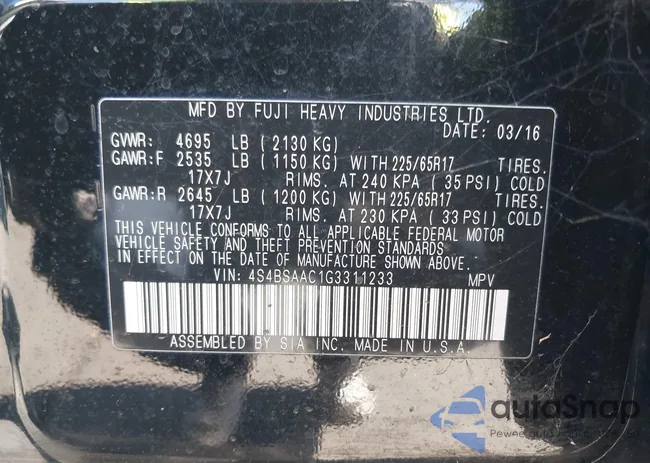 MFD BY FUJI HEAVY INDUSTRIES LTD.
DATE: 03/16
GVWR: 4695 LB (2130 KG)
GAWR:F 2535 LB (1150 KG) WITH 225/65R17 TIRES.
17X7J RIMS. AT 240 KPA (35 PSI) COLD
GAWR:R 2645 LB (1200 KG) WITH 225/65R17 TIRES.
17X7J RIMS. AT 230 KPA (33 PSI) COLD
THIS VEHICLE CONFORMS TO ALL APPLICABLE FEDERAL MOTOR
VEHICLE SAFETY AND THEFT PREVENTION STANDARDS
IN EFFECT ON THE DATE OF MANUFACTURE SHOWN ABOVE.
VIN: 4S4BSAAC1G3311233 MPV
ASSEMBLED BY SIA INC. MADE IN U.S.A.
autoSnap
Pewne auto